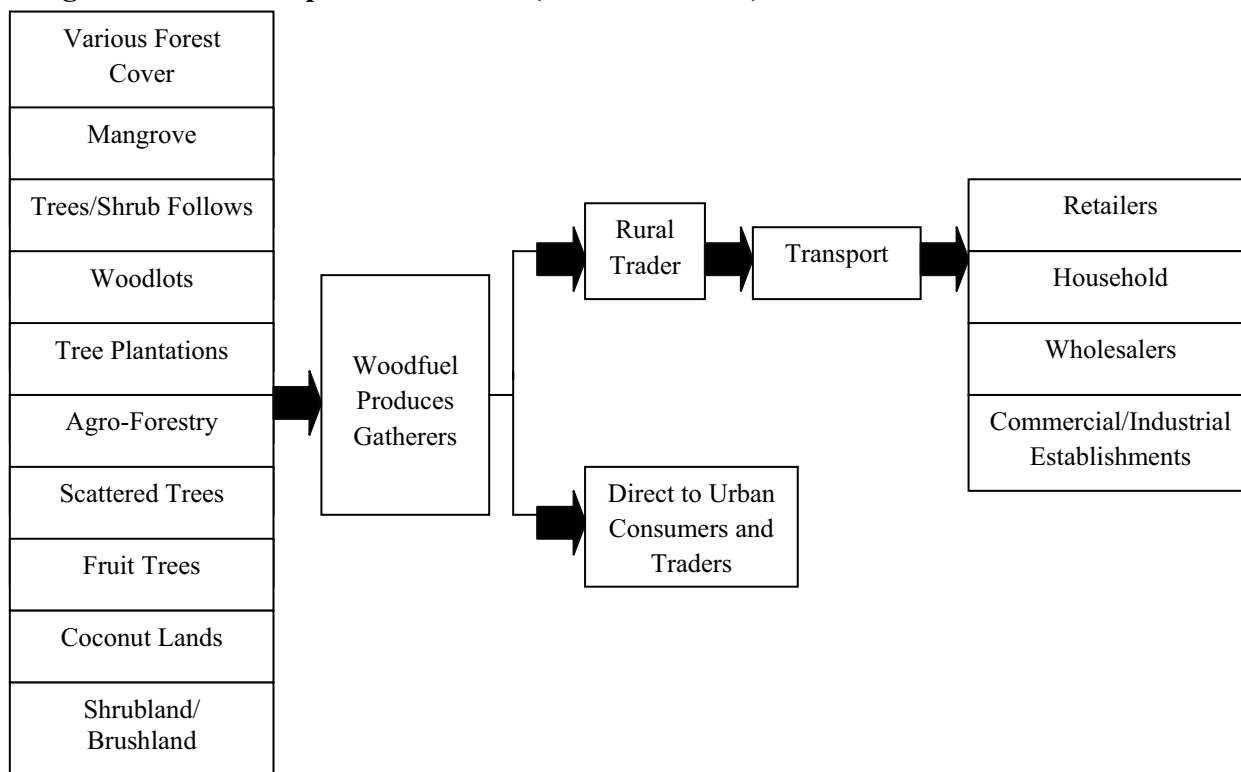 Various Forest
Cover
Mangrove
Trees/Shrub Follows
Woodlots
Tree Plantations
Agro-Forestry
Scattered Trees
Fruit Trees
Coconut Lands
Shrubland/
Brushland
Woodfuel
Produces
Gatherers
Rural
Trader
Transport
Direct to Urban
Consumers and
Traders
Retailers
Household
Wholesalers
Commercial/Industrial
Establishments